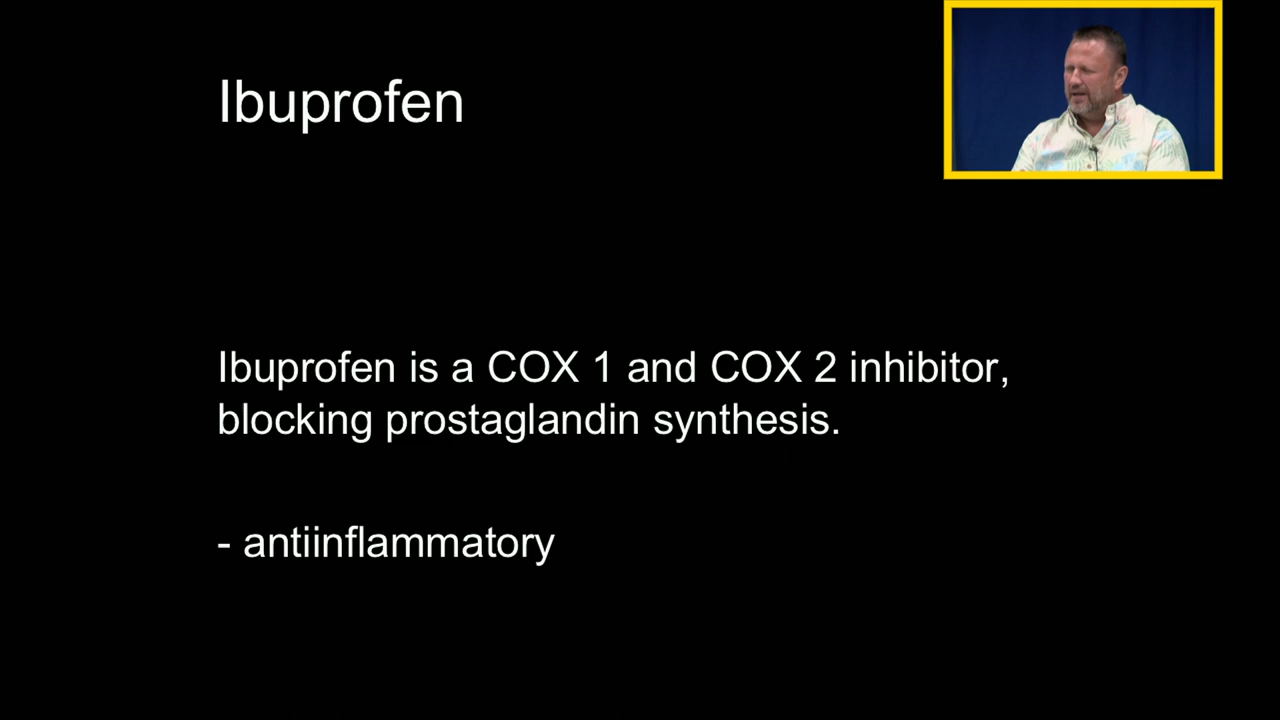 Ibuprofen
Ibuprofen is a COX 1 and COX 2 inhibitor,
blocking prostaglandin synthesis.
- antiinflammatory